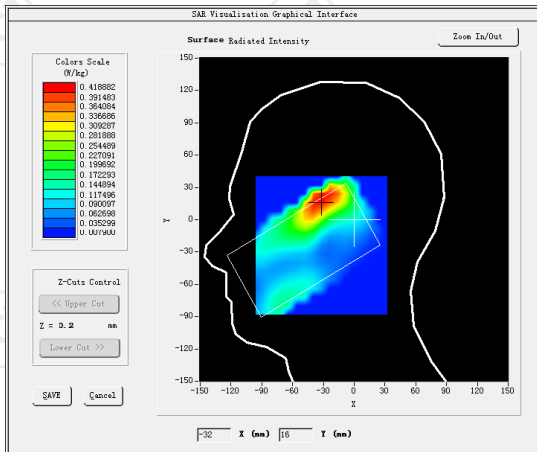 SAR Visualisation Graphical Interface
Surface Radiated Intensity
Zoom In/Out
Colors Scale
(W/kg)
0.418882
0.391483
0.364084
0.336686
0.309287
0.281888
0.254489
0.227091
0.199692
0.172293
0.144894
0.117496
0.090097
0.062698
0.035299
0.007900
Z-Cuts Control
<< Upper Cut
Z = 0.2 mm
Lower Cut >>
SAVE Cancel
150
120
90
60
30
0
-30
-60
-90
-120
-150
Y
-150 -120 -90 -60 -30 0 30 60 90 120 150
X
-32 X (mm) 16 Y (mm)